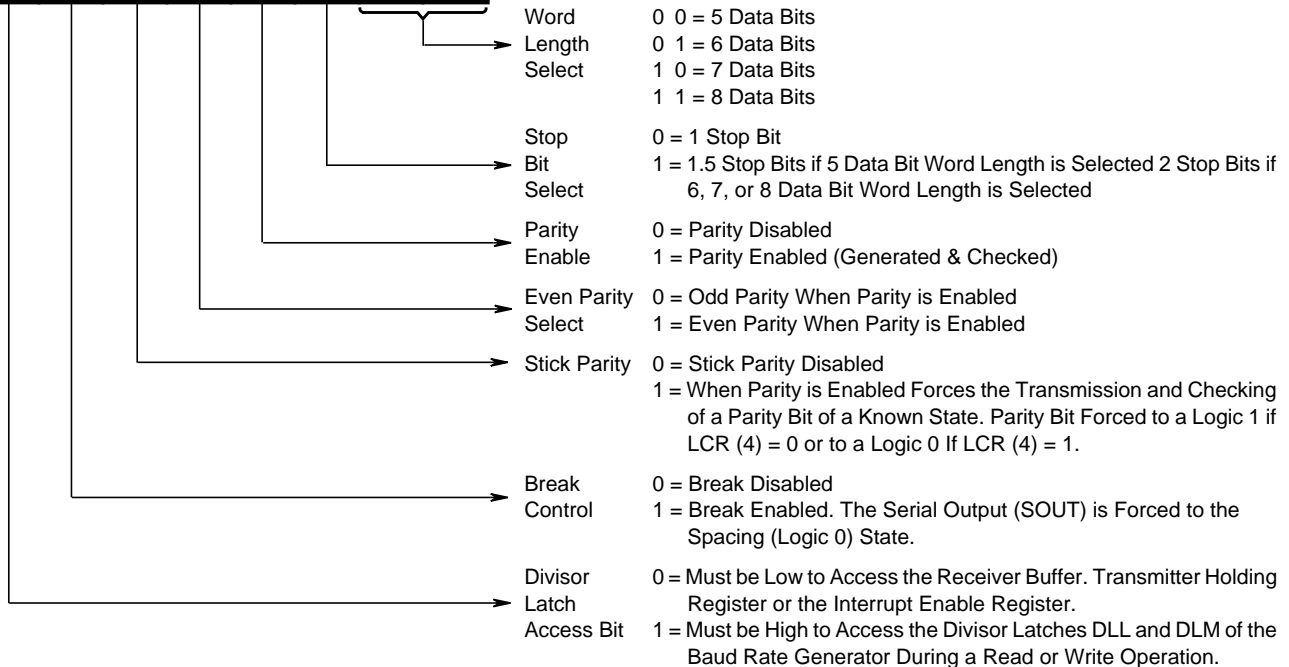 Word 0 0 = 5 Data Bits
Length 0 1 = 6 Data Bits
Select 1 0 = 7 Data Bits
1 1 = 8 Data Bits
Stop 0 = 1 Stop Bit
Bit 1 = 1.5 Stop Bits if 5 Data Bit Word Length is Selected 2 Stop Bits if
Select 6, 7, or 8 Data Bit Word Length is Selected
Parity 0 = Parity Disabled
Enable 1 = Parity Enabled (Generated & Checked)
Even Parity 0 = Odd Parity When Parity is Enabled
Select 1 = Even Parity When Parity is Enabled
Stick Parity 0 = Stick Parity Disabled
1 = When Parity is Enabled Forces the Transmission and Checking
of a Parity Bit of a Known State. Parity Bit Forced to a Logic 1 if
LCR (4) = 0 or to a Logic 0 If LCR (4) = 1.
Break 0 = Break Disabled
Control 1 = Break Enabled. The Serial Output (SOUT) is Forced to the
Spacing (Logic 0) State.
Divisor 0 = Must be Low to Access the Receiver Buffer. Transmitter Holding
Latch Register or the Interrupt Enable Register.
Access Bit 1 = Must be High to Access the Divisor Latches DLL and DLM of the
Baud Rate Generator During a Read or Write Operation.